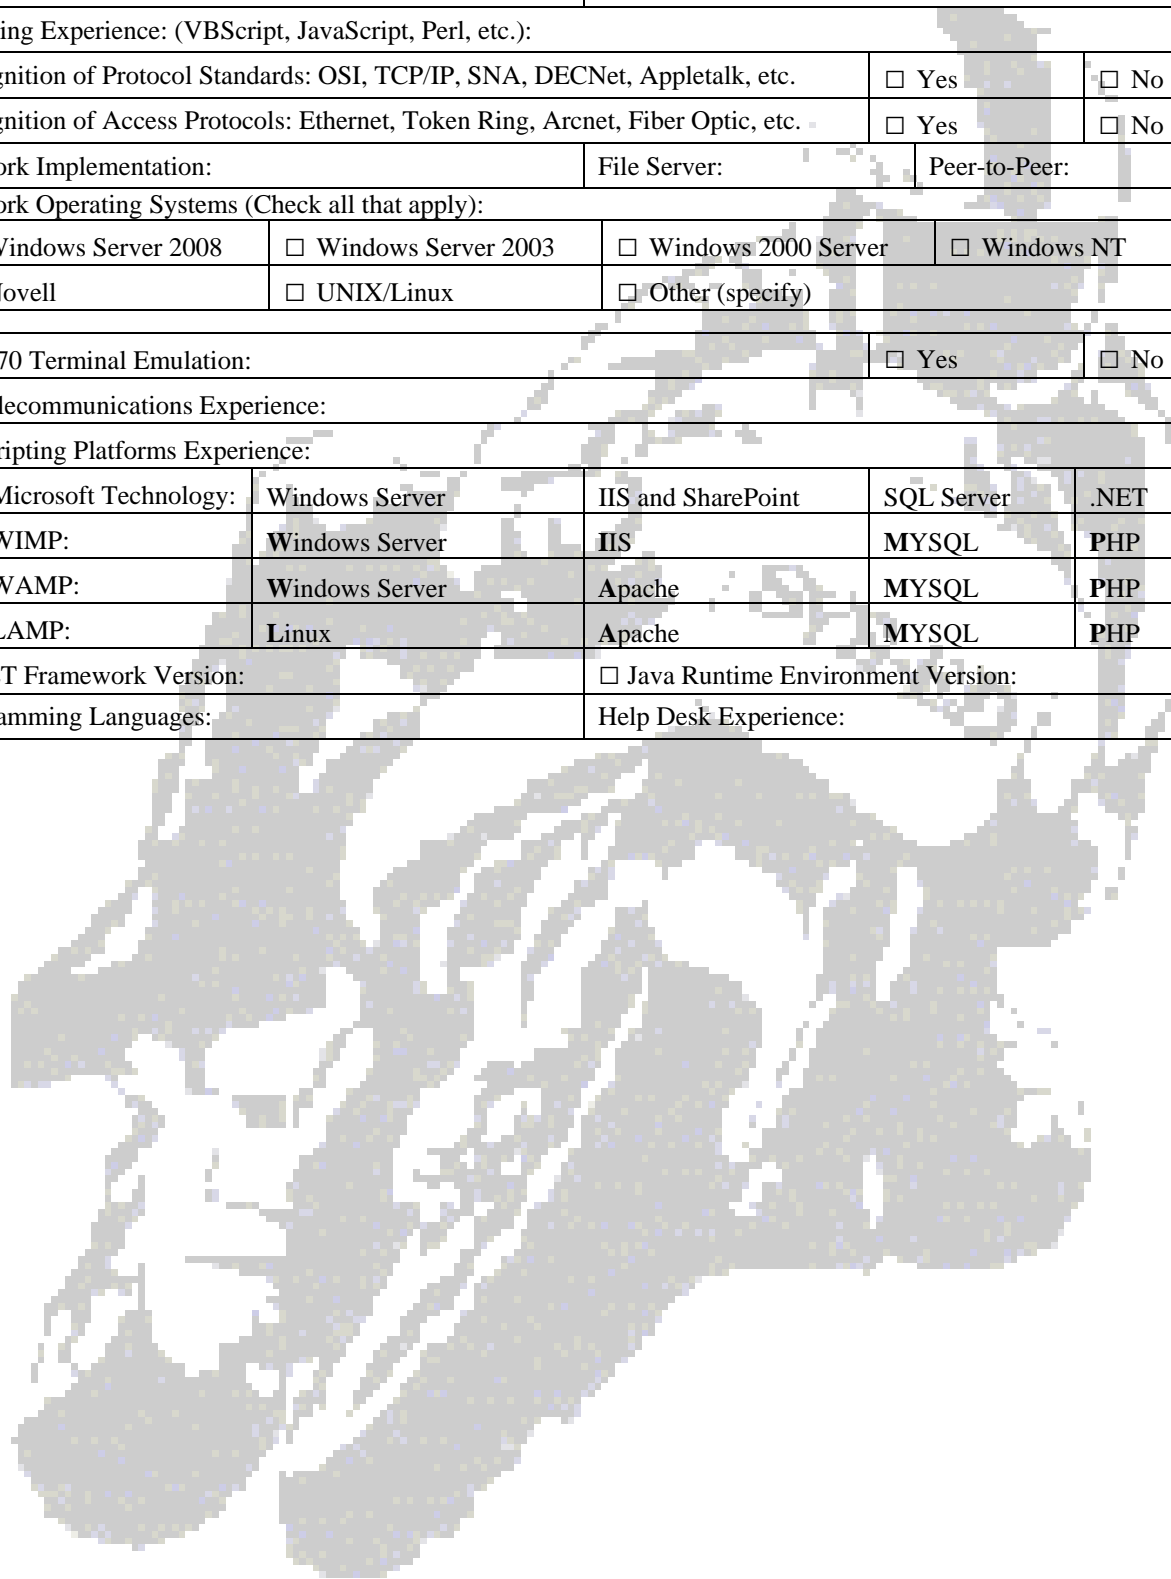 ing Experience: (VBScript, JavaScript, Perl, etc.):
gnition of Protocol Standards: OSI, TCP/IP, SNA, DECNet, Appletalk, etc. ☐ Yes ☐ No
gnition of Access Protocols: Ethernet, Token Ring, Arcnet, Fiber Optic, etc. ☐ Yes ☐ No
ork Implementation: File Server: Peer-to-Peer:
ork Operating Systems (Check all that apply):
Windows Server 2008 ☐ Windows Server 2003 ☐ Windows 2000 Server ☐ Windows NT
Novell ☐ UNIX/Linux ☐ Other (specify)
70 Terminal Emulation: ☐ Yes ☐ No
lecommunications Experience:
ripting Platforms Experience:
Microsoft Technology: Windows Server IIS and SharePoint SQL Server .NET
WIMP: Windows Server IIS MYSQL PHP
WAMP: Windows Server Apache MYSQL PHP
LAMP: Linux Apache MYSQL PHP
T Framework Version: ☐ Java Runtime Environment Version:
amming Languages: Help Desk Experience: